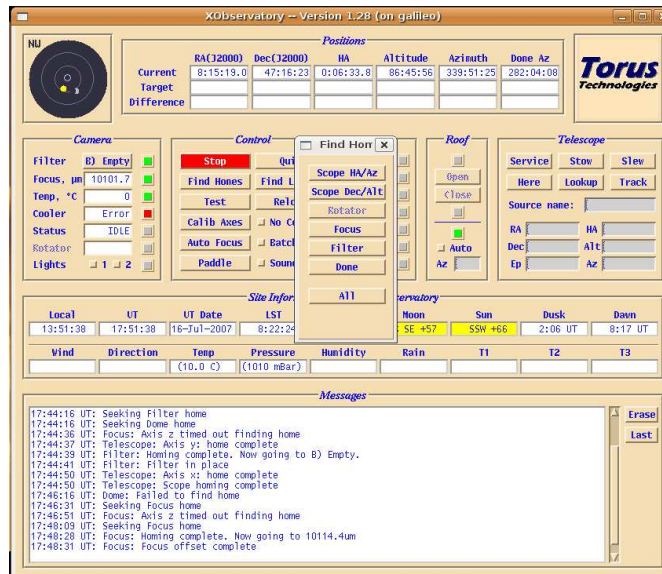 XObservatory -- Version 1.28 (on galileo)
NW
Positions
RA(J2000) Dec(J2000) HA Altitude Azimuth Dome Az
Current 8:15:19.0 47:16:23 0:06:33.8 86:45:56 339:51:25 282:04:08
Target
Difference
Torus
Technologies
Camera
Filter B) Empty
Focus, µm 10101.7
Temp, °C 0
Cooler Error
Status IDLE
Rotator
Lights 1 2
Control
Stop Qui
Find Homes Find L
Test Relo
Calib Axes No Co
Auto Focus Batc
Paddle Soun
Find Hom
Scope HA/Az
Scope Dec/Alt
Rotator
Focus
Filter
Dome
All
Roof
Open
Close
Auto
Az
Telescope
Service Stow Slew
Here Lookup Track
Source name:
RA HA
Dec Alt
Ep Az
Site Infor ervatory
Local UT UT Date LST Moon Sun Dusk Dawn
13:51:38 17:51:38 16-Jul-2007 8:22:24 SE +57 SSW +66 2:06 UT 8:17 UT
Wind Direction Temp Pressure Humidity Rain T1 T2 T3
(10.0 C) (1010 mBar)
Messages
17:44:16 UT: Seeking Filter home
17:44:16 UT: Seeking Dome home
17:44:36 UT: Focus: Axis z timed out finding home
17:44:37 UT: Telescope: Axis y: home complete
17:44:39 UT: Filter: Homing complete. Now going to B) Empty.
17:44:41 UT: Filter: Filter in place
17:44:50 UT: Telescope: Axis x: home complete
17:44:50 UT: Telescope: Scope homing complete
17:46:16 UT: Dome: Failed to find home
17:46:31 UT: Seeking Focus home
17:46:51 UT: Focus: Axis z timed out finding home
17:48:09 UT: Seeking Focus home
17:48:28 UT: Focus: Homing complete. Now going to 10114.4um
17:48:31 UT: Focus: Focus offset complete
Erase
Last